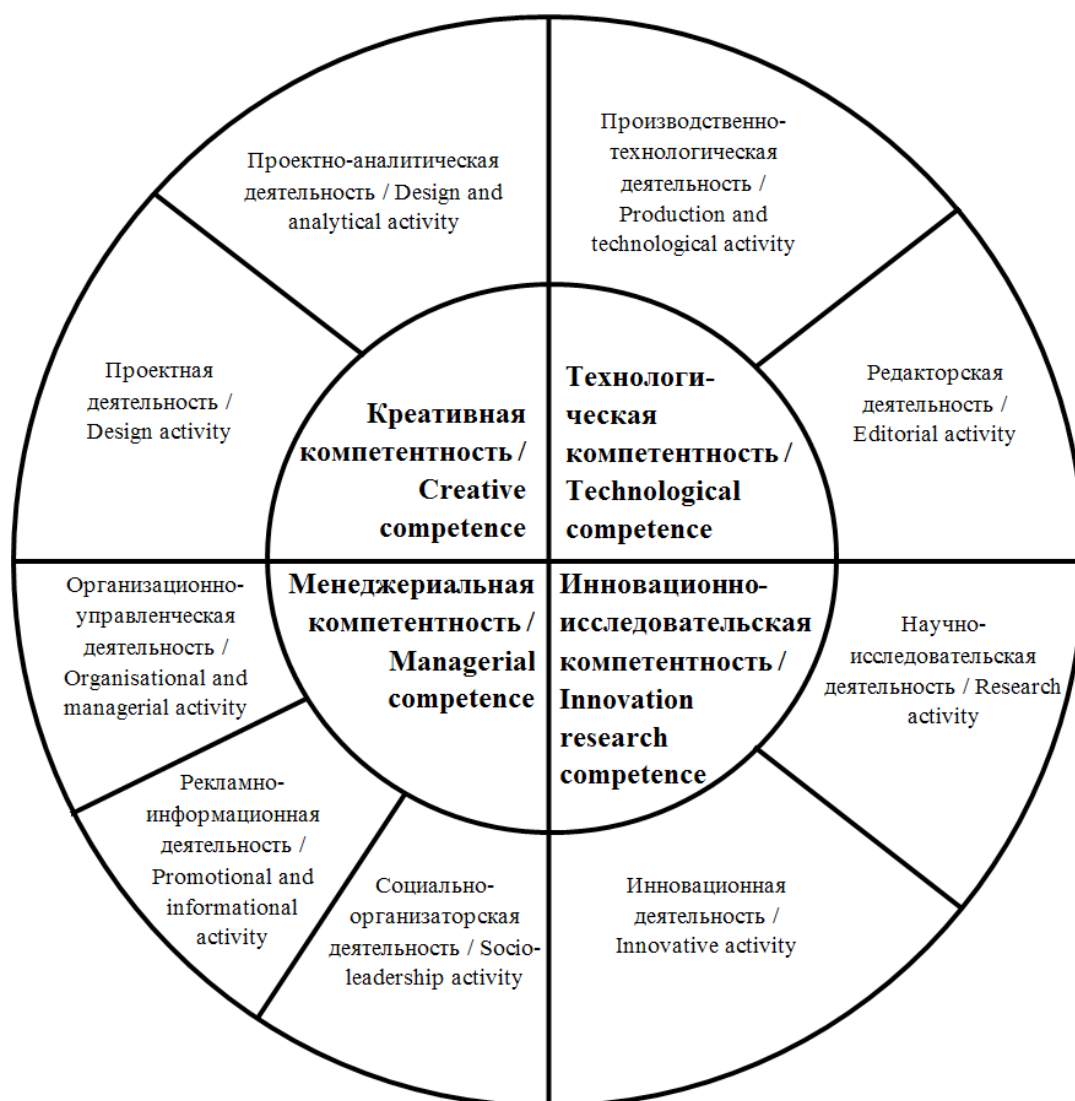 Проектно-аналитическая
деятельность / Design and
analytical activity
Производственно-
технологическая
деятельность /
Production and
technological activity
Проектная
деятельность /
Design activity
Редакторская
деятельность /
Editorial activity
Креативная
компетентность /
Creative
competence
Технологи-
ческая
компетентность /
Technological
competence
Менеджериальная
компетентность /
Managerial
competence
Инновационно-
исследовательская
компетентность /
Innovation
research
competence
Организационно-
управленческая
деятельность /
Organisational and
managerial activity
Научно-
исследовательская
деятельность / Research
activity
Рекламно-
информационная
деятельность /
Promotional and
informational
activity
Социально-
организаторская
деятельность / Socio-
leadership activity
Инновационная
деятельность /
Innovative activity